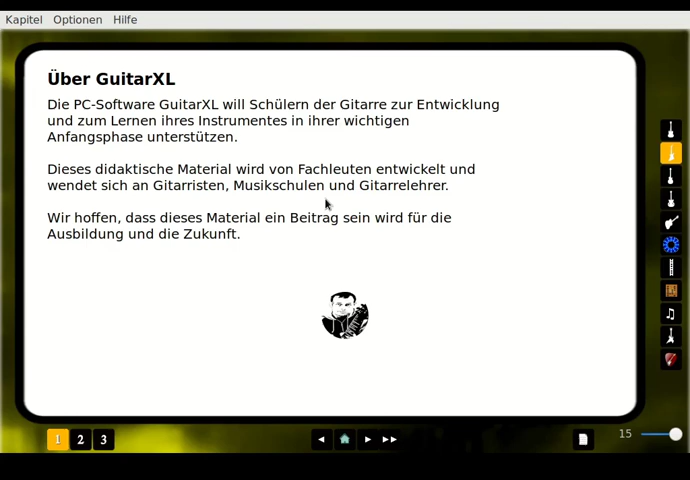 Kapitel Optionen Hilfe
Über GuitarXL
Die PC-Software GuitarXL will Schülern der Gitarre zur Entwicklung
und zum Lernen ihres Instrumentes in ihrer wichtigen
Anfangsphase unterstützen.
Dieses didaktische Material wird von Fachleuten entwickelt und
wendet sich an Gitarristen, Musikschulen und Gitarrelehrer.
Wir hoffen, dass dieses Material ein Beitrag sein wird für die
Ausbildung und die Zukunft.
1 2 3
15